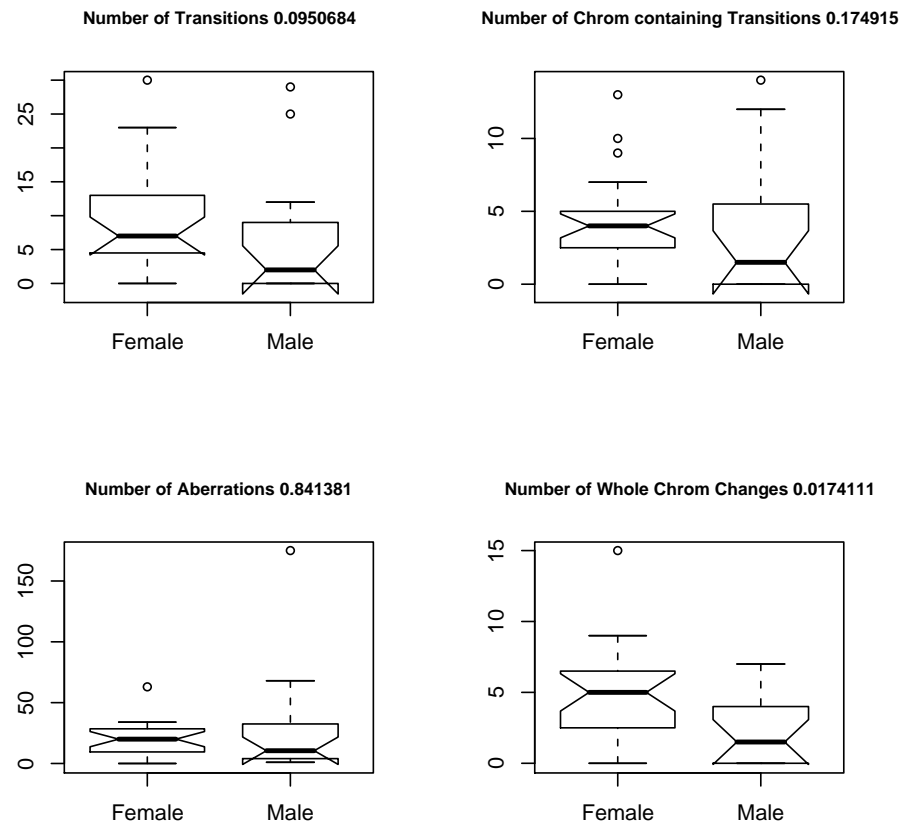 Number of Transitions 0.0950684
25
15
5
0
Female Male
Number of Chrom containing Transitions 0.174915
10
5
0
Female Male
Number of Aberrations 0.841381
150
100
50
0
Female Male
Number of Whole Chrom Changes 0.0174111
15
10
5
0
Female Male